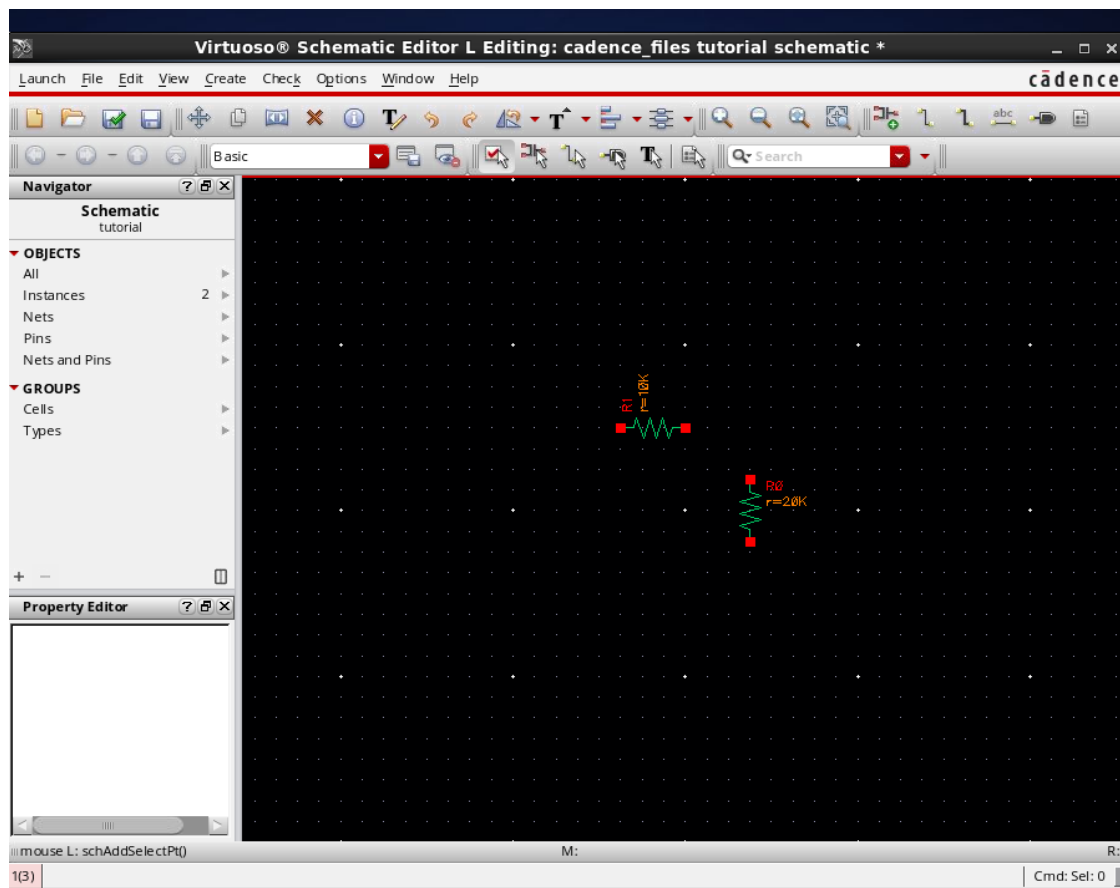 Virtuoso® Schematic Editor L Editing: cadence_files tutorial schematic *
Launch File Edit View Create Check Options Window Help
cādence
abc
Basic
Search
Navigator
Schematic
tutorial
OBJECTS
All
Instances 2
Nets
Pins
Nets and Pins
GROUPS
Cells
Types
R1
r=10K
R0
r=20K
Property Editor
mouse L: schAddSelectPt() M: R:
1(3) Cmd: Sel: 0